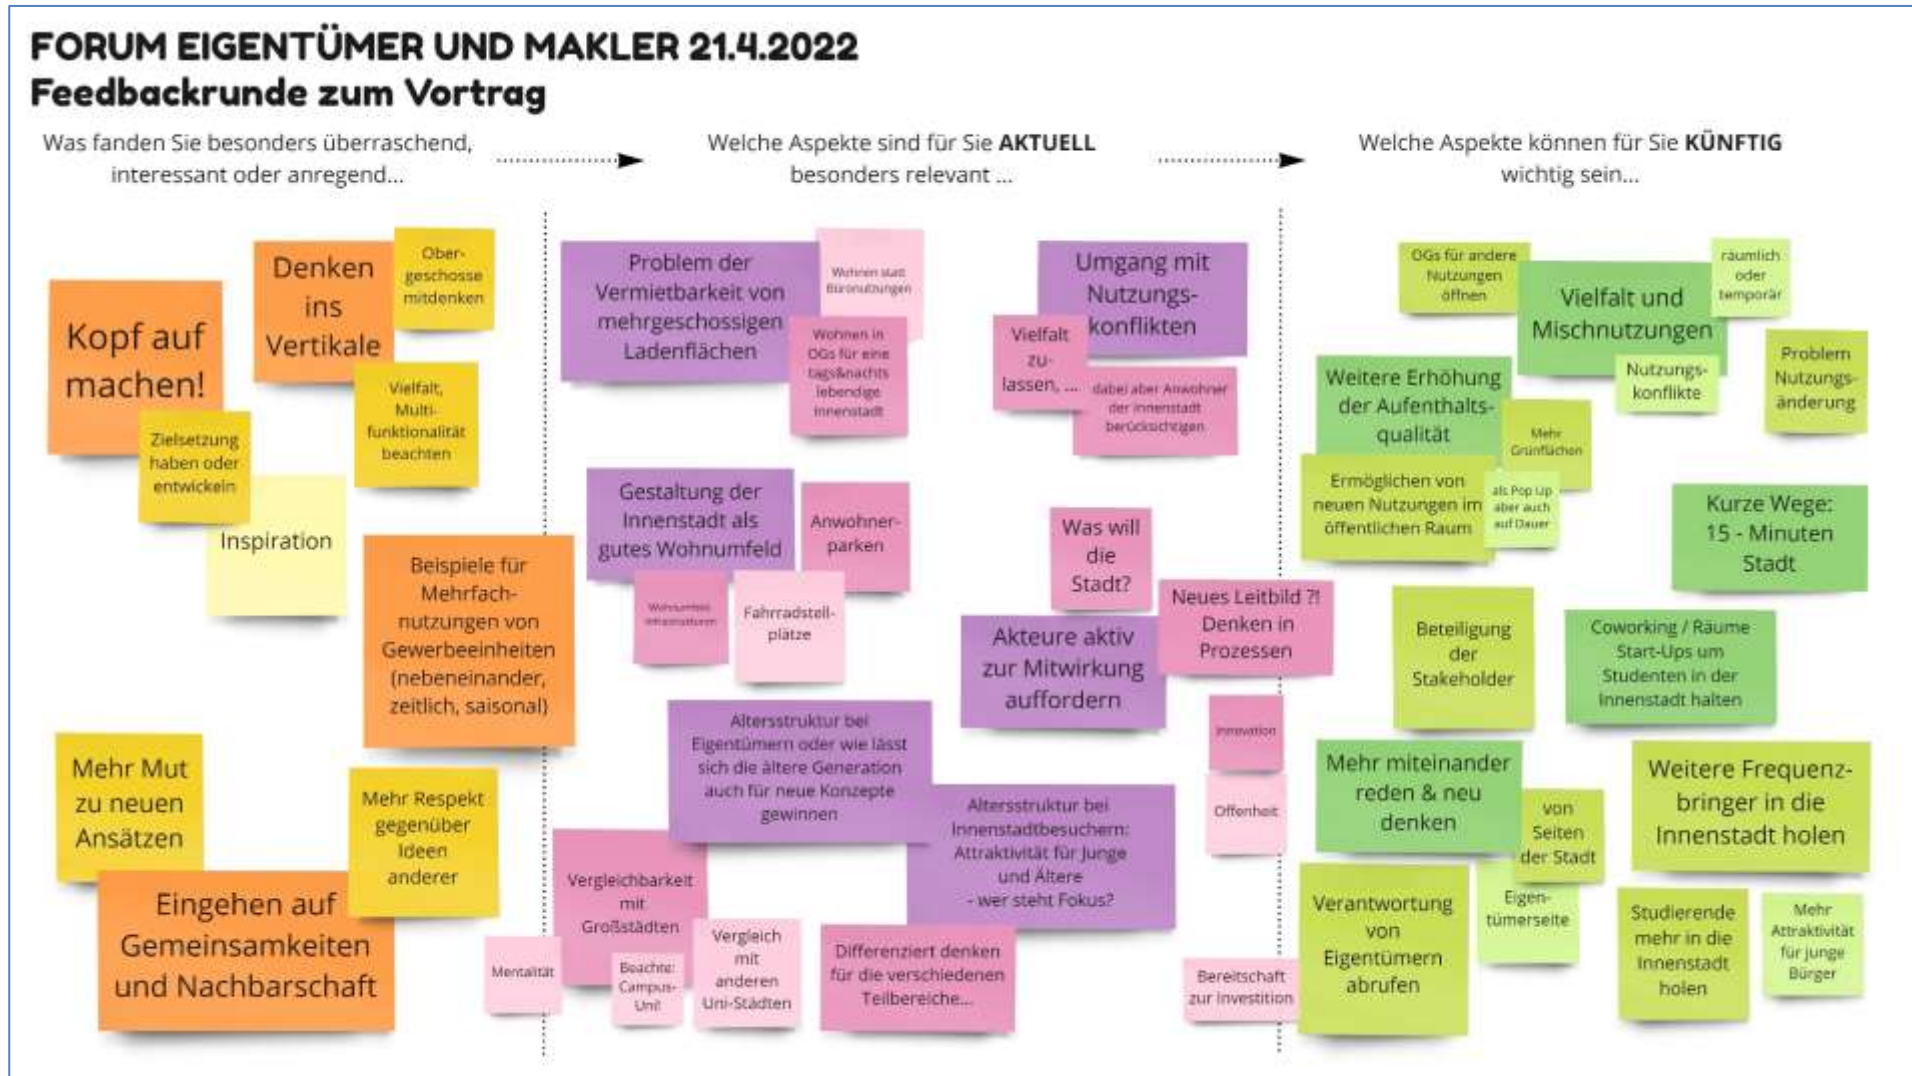 FORUM EIGENTÜMER UND MAKLER 21.4.2022
Feedbackrunde zum Vortrag
Was fanden Sie besonders überraschend,
interessant oder anregend...
Welche Aspekte sind für Sie AKTUELL
besonders relevant ...
Welche Aspekte können für Sie KÜNFTIG
wichtig sein...
Kopf auf
machen!
Denken
ins
Vertikale
Ober-
geschosse
mitdenken
Vielfalt,
Multi-
funktionalität
beachten
Zielsetzung
haben oder
entwickeln
Inspiration
Beispiele für
Mehrfach-
nutzungen von
Gewerbeeinheiten
(nebeneinander,
zeitlich, saisonal)
Mehr Mut
zu neuen
Ansätzen
Mehr Respekt
gegenüber
Ideen
anderer
Eingehen auf
Gemeinsamkeiten
und Nachbarschaft
Problem der
Vermietbarkeit von
mehrgeschossigen
Ladenflächen
Wohnen statt
Büronutzungen
Wohnen in
OGs für eine
tags&nachts
lebendige
Innenstadt
Umgang mit
Nutzungs-
konflikten
Vielfalt
zu-
lassen, ...
dabei aber Anwohner
der Innenstadt
berücksichtigen
Gestaltung der
Innenstadt als
gutes Wohnumfeld
Anwohner-
parken
Fahrradstell-
plätze
Was will
die
Stadt?
Neues Leitbild ?!
Denken in
Prozessen
Akteure aktiv
zur Mitwirkung
auffordern
Innovation
Offenheit
Altersstruktur bei
Eigentümern oder wie lässt
sich die ältere Generation
auch für neue Konzepte
gewinnen
Altersstruktur bei
Innenstadtbesuchern:
Attraktivität für Junge
und Ältere
- wer steht Fokus?
Vergleichbarkeit
mit
Großstädten
Mentalität
Beachte:
Campus-
Uni!
Vergleich
mit
anderen
Uni-Städten
Differenziert denken
für die verschiedenen
Teilbereiche...
Bereitschaft
zur Investition
OGs für andere
Nutzungen
öffnen
Vielfalt und
Mischnutzungen
räumlich
oder
temporär
Nutzungs-
konflikte
Problem
Nutzungs-
änderung
Weitere Erhöhung
der Aufenthalts-
qualität
Mehr
Grünflächen
Ermöglichen von
neuen Nutzungen im
öffentlichen Raum
als Pop Up
aber auch
auf Dauer
Kurze Wege:
15 - Minuten
Stadt
Beteiligung
der
Stakeholder
Coworking / Räume
Start-Ups um
Studenten in der
Innenstadt halten
Mehr miteinander
reden & neu
denken
von
Seiten
der Stadt
Eigen-
tümerseite
Weitere Frequenz-
bringer in die
Innenstadt holen
Verantwortung
von
Eigentümern
abrufen
Studierende
mehr in die
Innenstadt
holen
Mehr
Attraktivität
für junge
Bürger